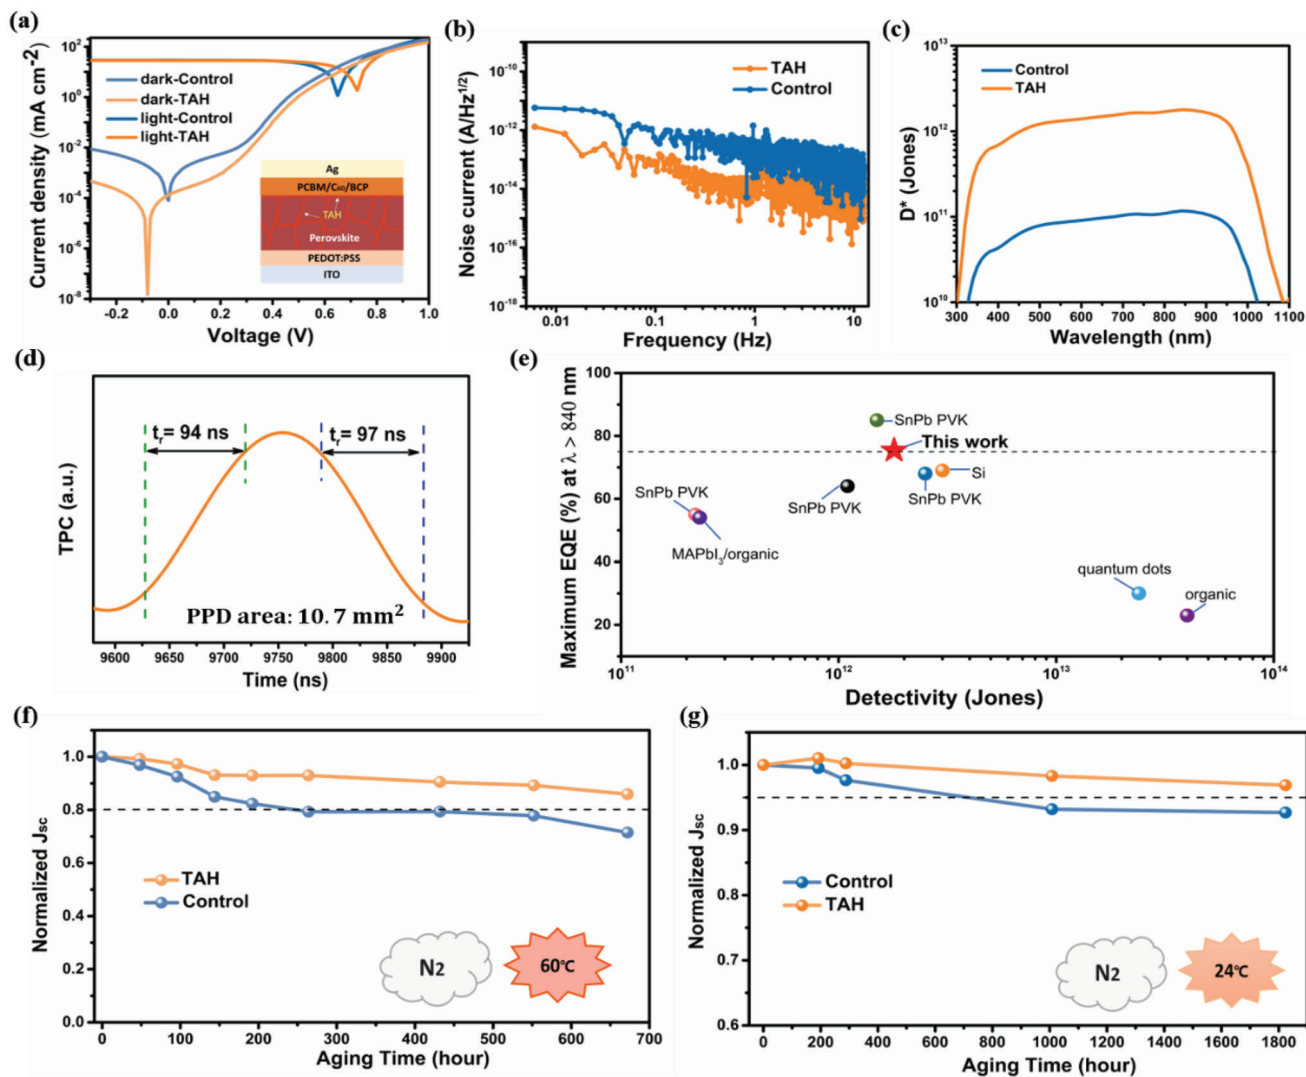 (a)
Current density (mA cm-2)
10²
10⁰
10⁻²
10⁻⁴
10⁻⁶
10⁻⁸
dark-Control
dark-TAH
light-Control
light-TAH
Ag
PCBM/C₆₀/BCP
TAH
Perovskite
PEDOT:PSS
ITO
-0.2 0.0 0.2 0.4 0.6 0.8 1.0
Voltage (V)
(b)
Noise current (A/Hz^1/2)
10⁻¹⁰
10⁻¹²
10⁻¹⁴
10⁻¹⁶
10⁻¹⁸
TAH
Control
0.01 0.1 1 10
Frequency (Hz)
(c)
D* (Jones)
10¹³
10¹²
10¹¹
10¹⁰
Control
TAH
300 400 500 600 700 800 900 1000 1100
Wavelength (nm)
(d)
TPC (a.u.)
tᵣ= 94 ns
tᵣ= 97 ns
PPD area: 10.7 mm²
9600 9650 9700 9750 9800 9850 9900
Time (ns)
(e)
Maximum EQE (%) at λ > 840 nm
100
80
60
40
20
SnPb PVK
This work
Si
SnPb PVK
SnPb PVK
SnPb PVK
MAPbI₃/organic
quantum dots
organic
10¹¹ 10¹² 10¹³ 10¹⁴
Detectivity (Jones)
(f)
Normalized Jsc
1.0
0.8
0.6
0.4
0.2
0.0
TAH
Control
N2
60℃
0 100 200 300 400 500 600 700
Aging Time (hour)
(g)
Normalized Jsc
1.0
0.9
0.8
0.7
0.6
Control
TAH
N2
24℃
0 200 400 600 800 1000 1200 1400 1600 1800
Aging Time (hour)